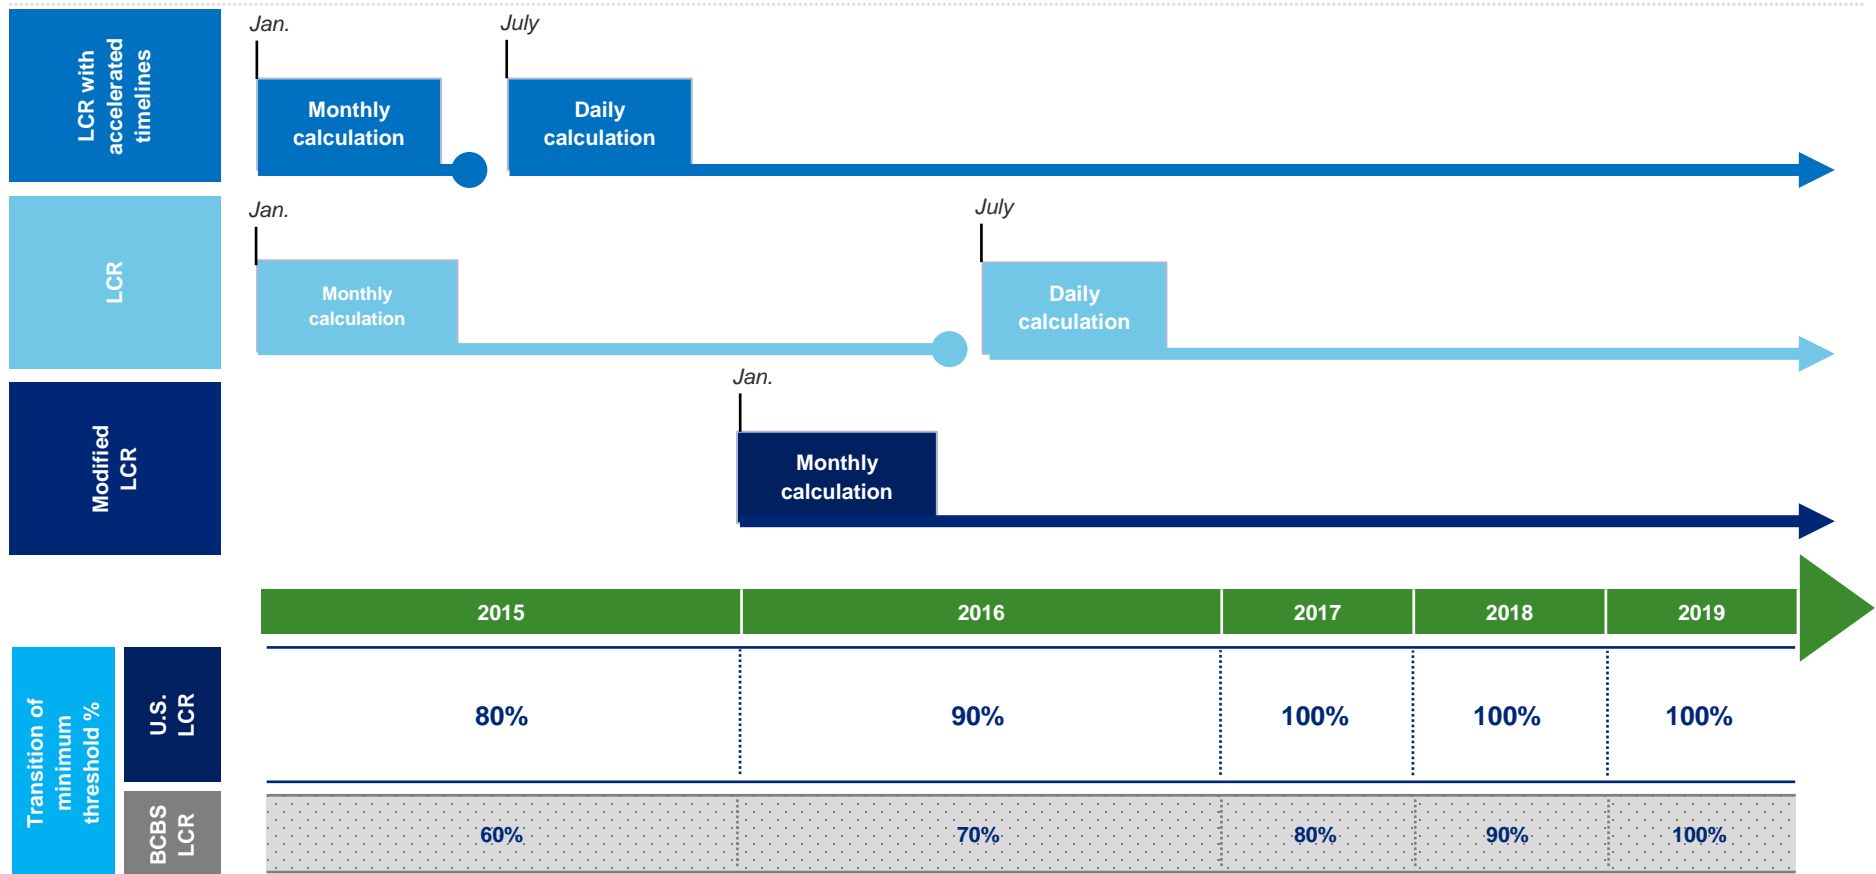 LCR with
accelerated
timelines
Jan.
July
Monthly
calculation
Daily
calculation
LCR
Jan.
July
Monthly
calculation
Daily
calculation
Modified
LCR
Jan.
Monthly
calculation
2015
2016
2017
2018
2019
Transition of
minimum
threshold %
U.S.
LCR
80%
90%
100%
100%
100%
BCBS
LCR
60%
70%
80%
90%
100%